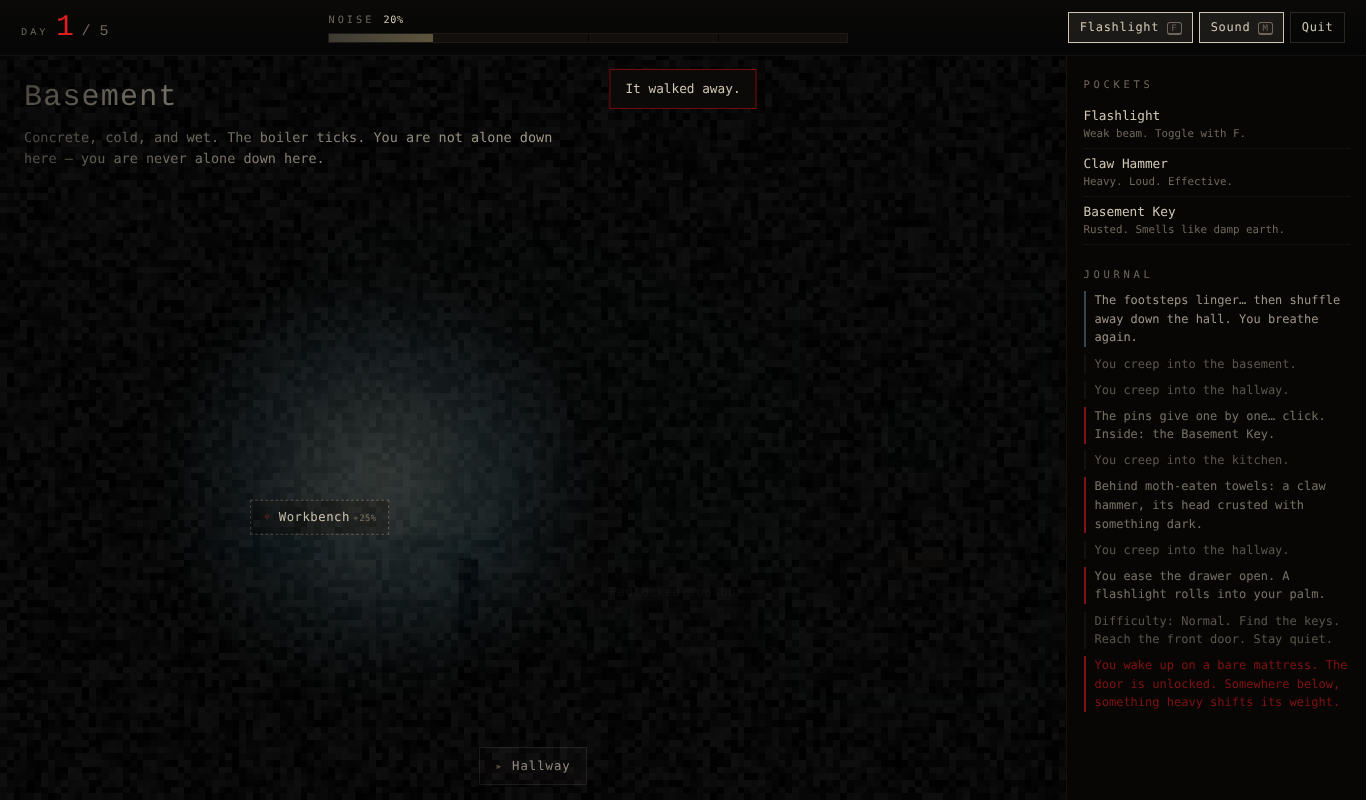 DAY 1 / 5
NOISE 20%
Flashlight F
Sound M
Quit
Basement
Concrete, cold, and wet. The boiler ticks. You are not alone down
here — you are never alone down here.
It walked away.
Workbench +25%
▸ Hallway
POCKETS
Flashlight
Weak beam. Toggle with F.
Claw Hammer
Heavy. Loud. Effective.
Basement Key
Rusted. Smells like damp earth.
JOURNAL
The footsteps linger… then shuffle
away down the hall. You breathe
again.
You creep into the basement.
You creep into the hallway.
The pins give one by one… click.
Inside: the Basement Key.
You creep into the kitchen.
Behind moth-eaten towels: a claw
hammer, its head crusted with
something dark.
You creep into the hallway.
You ease the drawer open. A
flashlight rolls into your palm.
Difficulty: Normal. Find the keys.
Reach the front door. Stay quiet.
You wake up on a bare mattress. The
door is unlocked. Somewhere below,
something heavy shifts its weight.